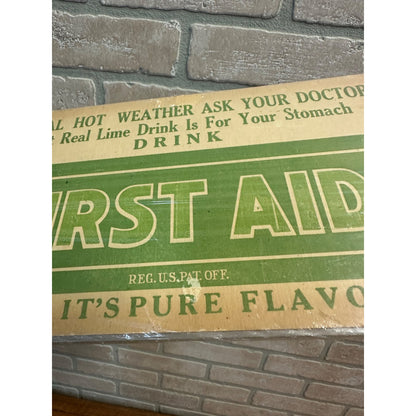 AL HOT WEATHER ASK YOUR DOCTOR
Real Lime Drink Is For Your Stomach
DRINK
IRST AID
REG. U.S. PAT. OFF.
IT'S PURE FLAVO